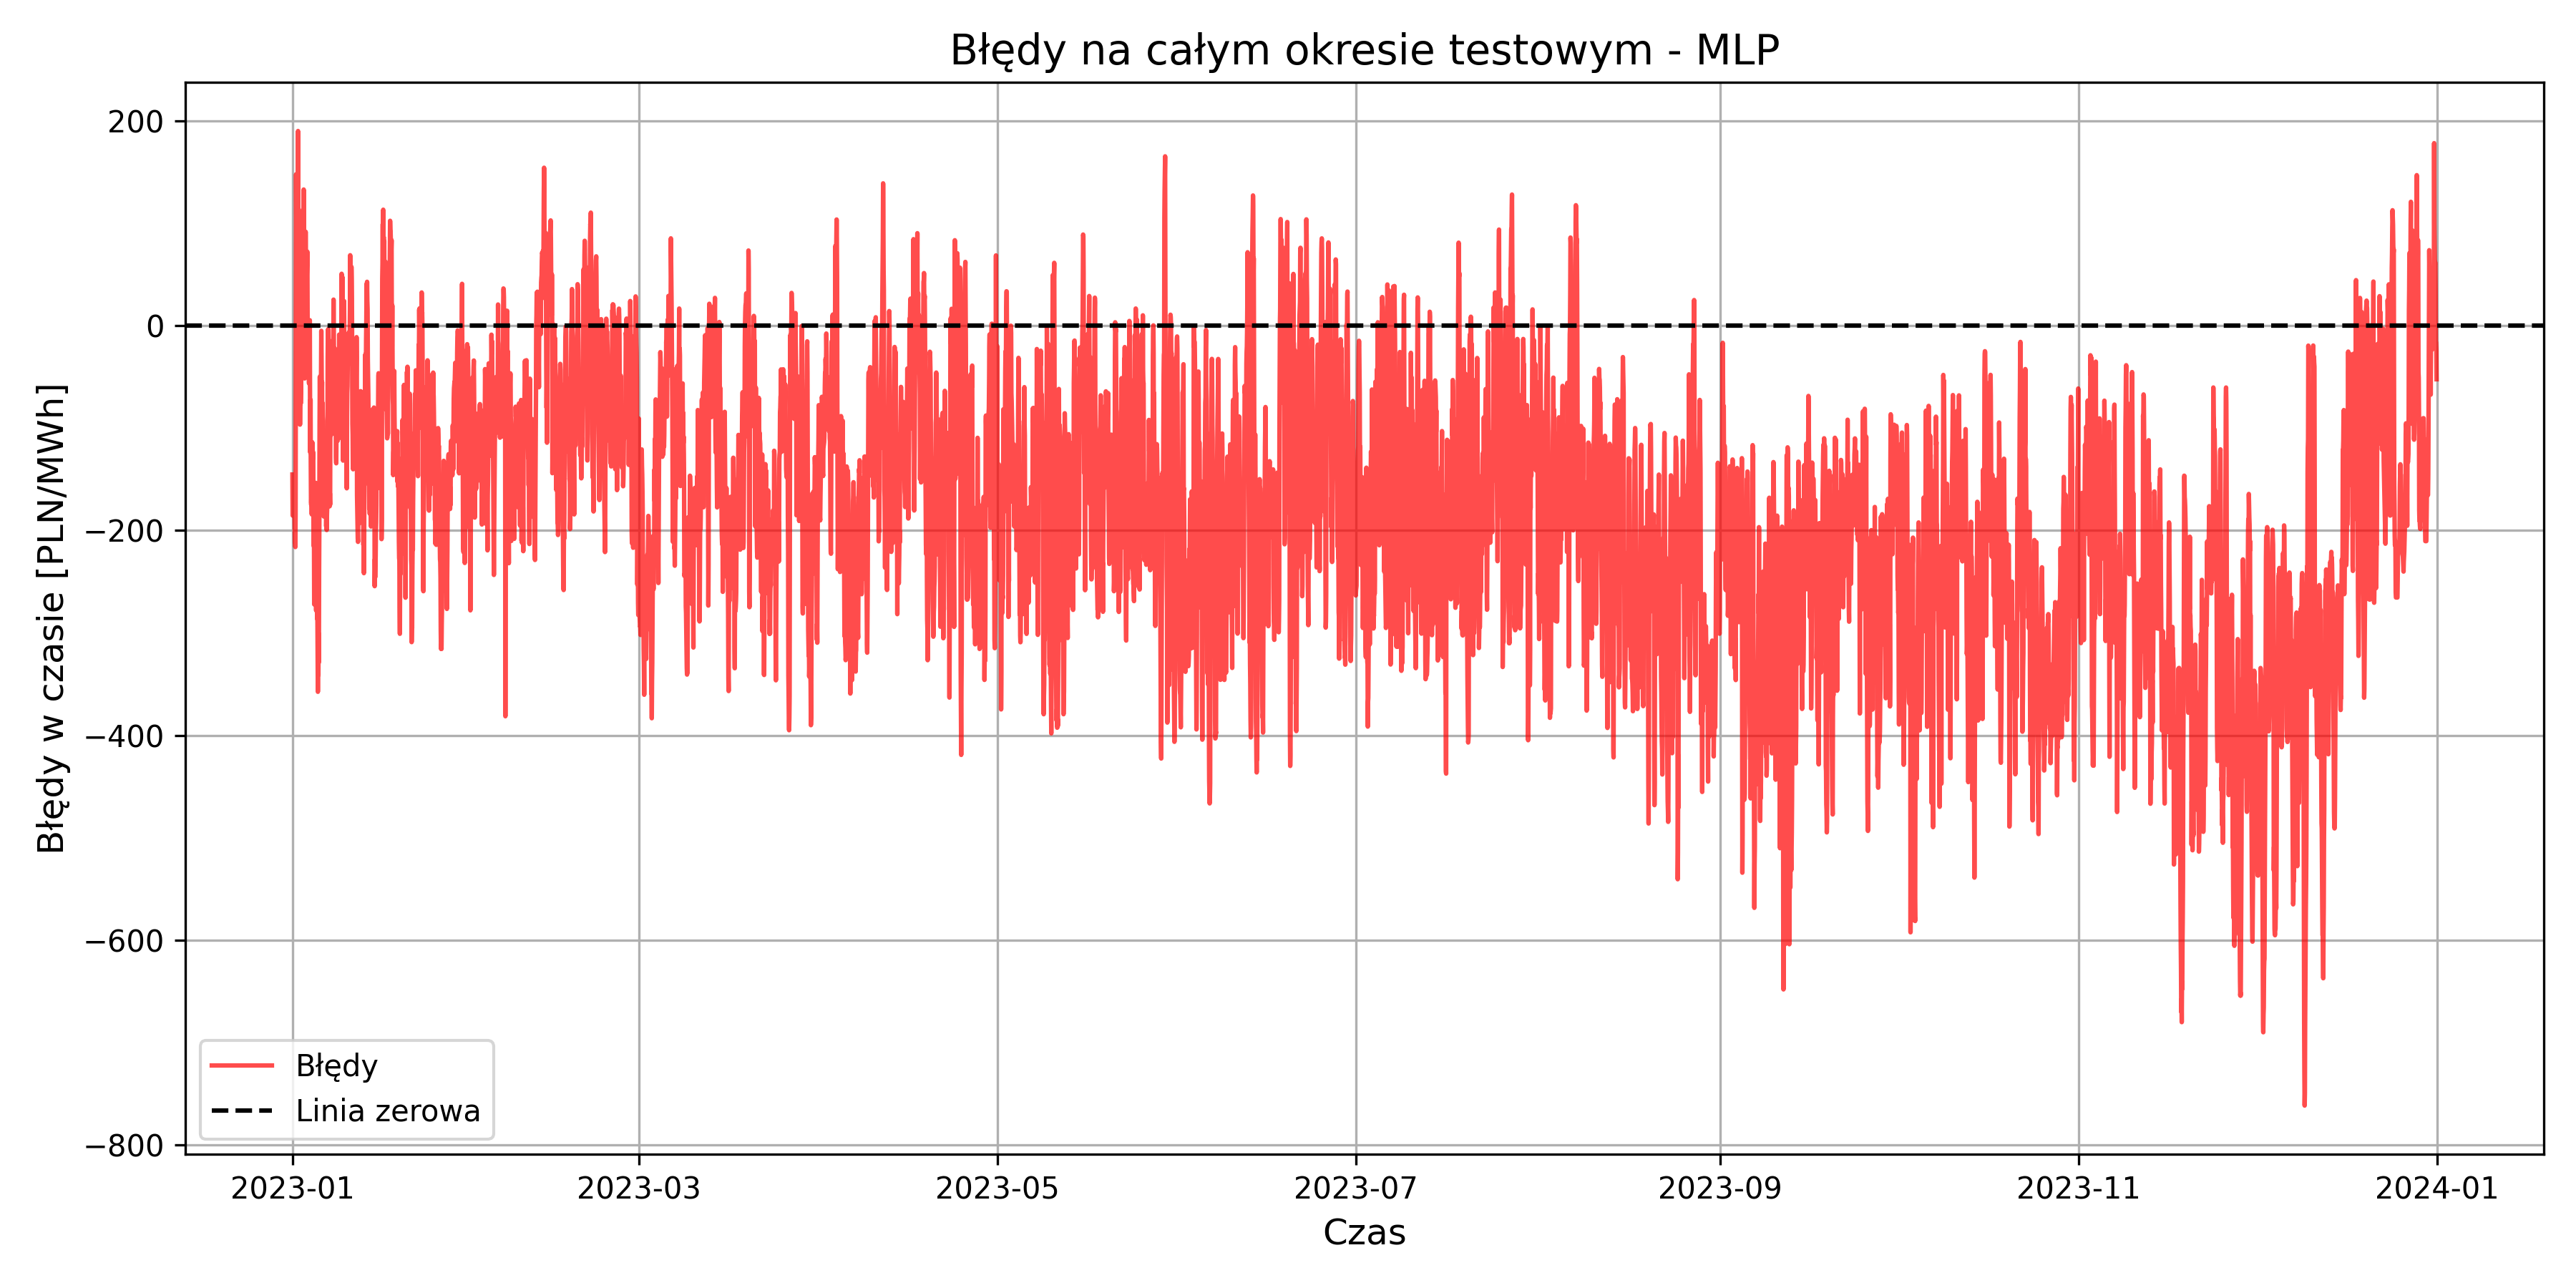 Błędy na całym okresie testowym - MLP
Błędy w czasie [PLN/MWh]
200
0
−200
−400
−600
−800
Błędy
Linia zerowa
2023-01
2023-03
2023-05
2023-07
2023-09
2023-11
2024-01
Czas